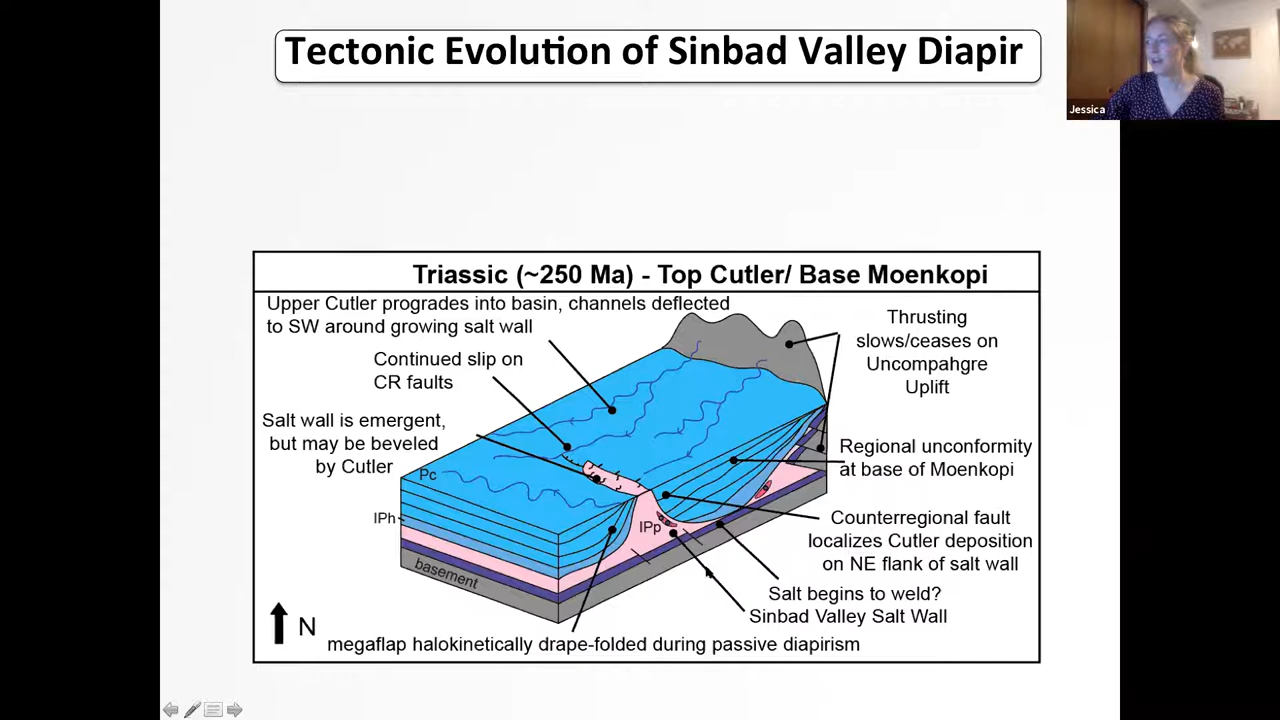 Tectonic Evolution of Sinbad Valley Diapir
Jessica
Triassic (~250 Ma) - Top Cutler/ Base Moenkopi
Upper Cutler progrades into basin, channels deflected
to SW around growing salt wall
Continued slip on
CR faults
Salt wall is emergent,
but may be beveled
by Cutler
Thrusting
slows/ceases on
Uncompahgre
Uplift
Regional unconformity
at base of Moenkopi
Counterregional fault
localizes Cutler deposition
on NE flank of salt wall
Salt begins to weld?
Sinbad Valley Salt Wall
megaflap halokinetically drape-folded during passive diapirism
Pc
IPh
IPp
basement
N